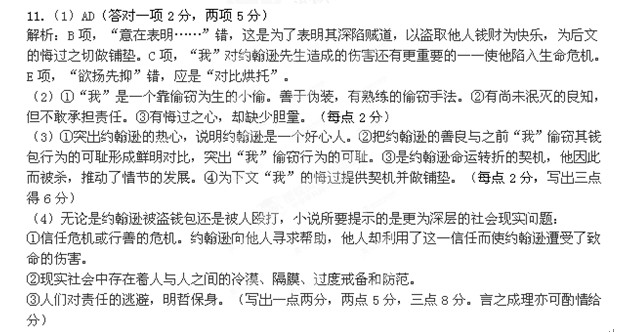 11.（1）AD（答对一项2分，两项5分）
解析：B项，“意在表明……”错，这是为了表明其深陷贼道，以盗取他人钱财为快乐，为后文
的悔过之切做铺垫。C项，“我”对约翰逊先生造成的伤害还有更重要的一一使他陷入生命危机。
E项，“欲扬先抑”错，应是“对比烘托”。
（2）①“我”是一个靠偷窃为生的小偷。善于伪装，有熟练的偷窃手法。②有尚未泯灭的良知，
但不敢承担责任。③有悔过之心，却缺少胆量。（每点2分）
（3）①突出约翰逊的热心，说明约翰逊是一个好心人。②把约翰逊的善良与之前“我”偷窃其钱
包行为的可耻形成鲜明对比，突出“我”偷窃行为的可耻。③是约翰逊命运转折的契机，他因此
而被杀，推动了情节的发展。④为下文“我”的悔过提供契机并做铺垫。（每点2分，写出三点
得6分）
（4）无论是约翰逊被盗钱包还是被人殴打，小说所要提示的是更为深层的社会现实问题：
①信任危机或行善的危机。约翰逊向他人寻求帮助，他人却利用了这一信任而使约翰逊遭受了致
命的伤害。
②现实社会中存在着人与人之间的冷漠、隔膜、过度戒备和防范。
③人们对责任的逃避，明哲保身。（写出一点两分，两点5分，三点8分。言之成理亦可酌情给
分）